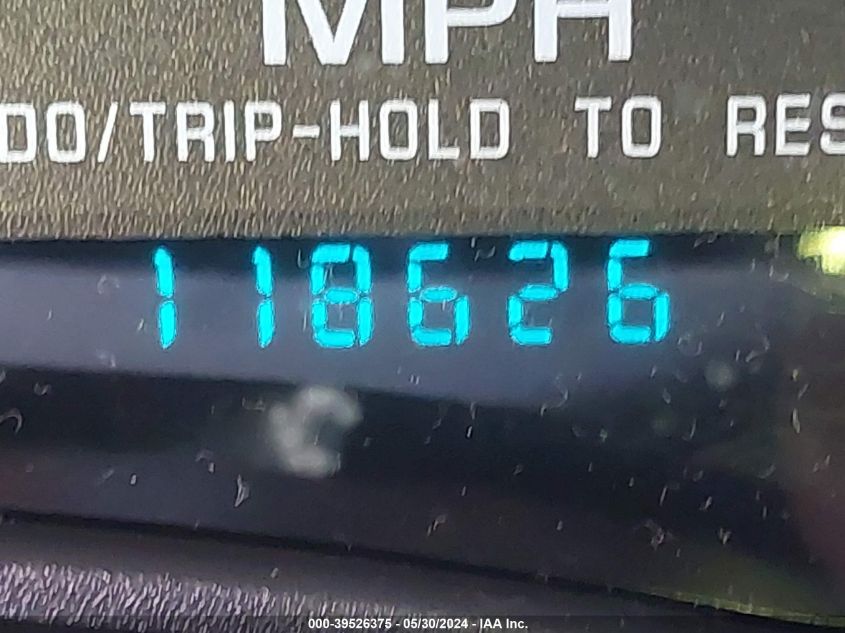 MPH
DO/TRIP-HOLD TO RES
118626
000-39526375 - 05/30/2024 - IAA Inc.